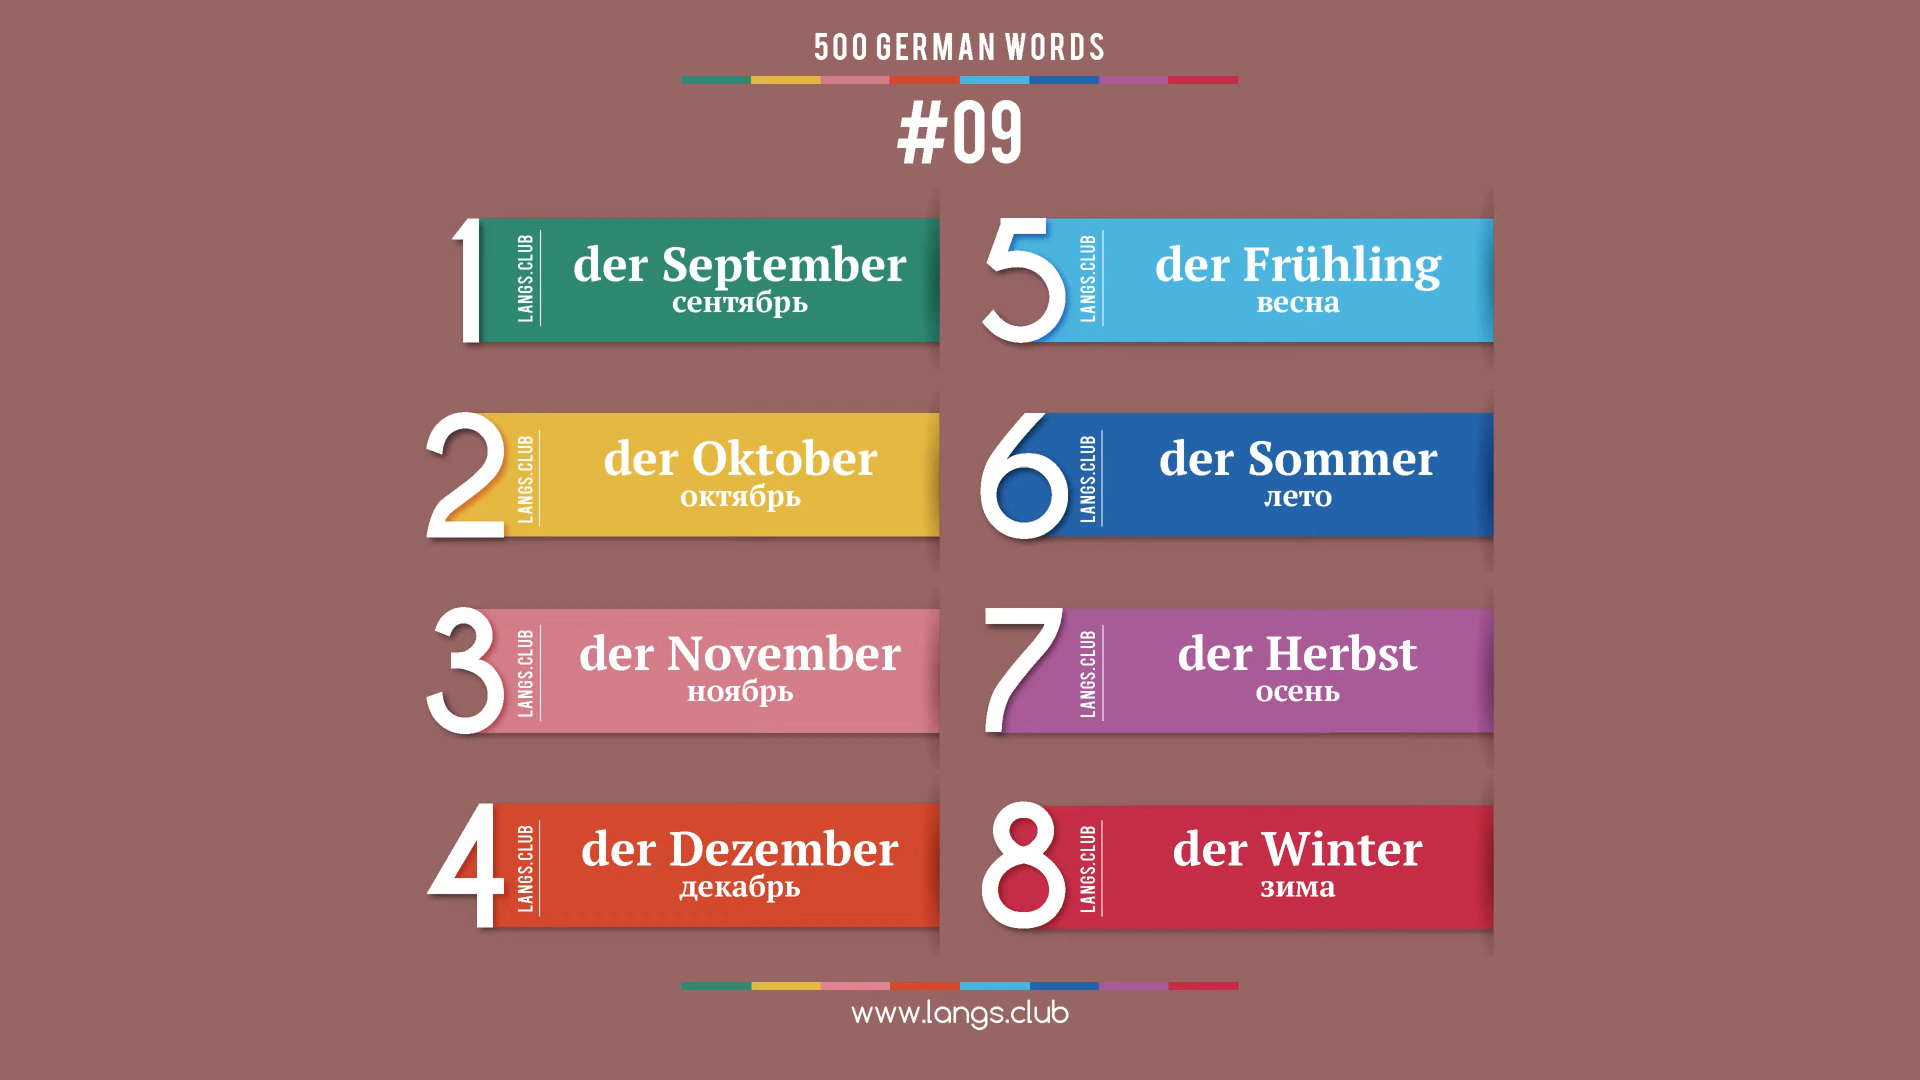 500 GERMAN WORDS
#09
1
LANGS.CLUB
der September
сентябрь
2
LANGS.CLUB
der Oktober
октябрь
3
LANGS.CLUB
der November
ноябрь
4
LANGS.CLUB
der Dezember
декабрь
5
LANGS.CLUB
der Frühling
весна
6
LANGS.CLUB
der Sommer
лето
7
LANGS.CLUB
der Herbst
осень
8
LANGS.CLUB
der Winter
зима
www.langs.club